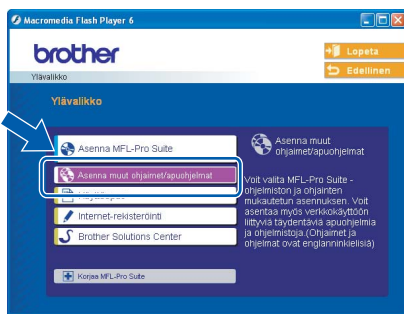 Macromedia Flash Player 6
brother
Lopeta
Ylävalikko
Edellinen
Ylävalikko
Asenna MFL-Pro Suite
Asenna muut ohjaimet/apuohjelmat
Internet-rekisteröinti
Brother Solutions Center
Korjaa MFL-Pro Suite
Asenna muut
ohjaimet/apuohjelmat
Voit valita MFL-Pro Suite -
ohjelmiston ja ohjainten
mukautetun asennuksen. Voit
asentaa myös verkkokäyttöön
liittyviä täydentäviä apuohjelmia
ja ohjelmistoja.(Ohjaimet ja
ohjelmat ovat englanninkielisiä)